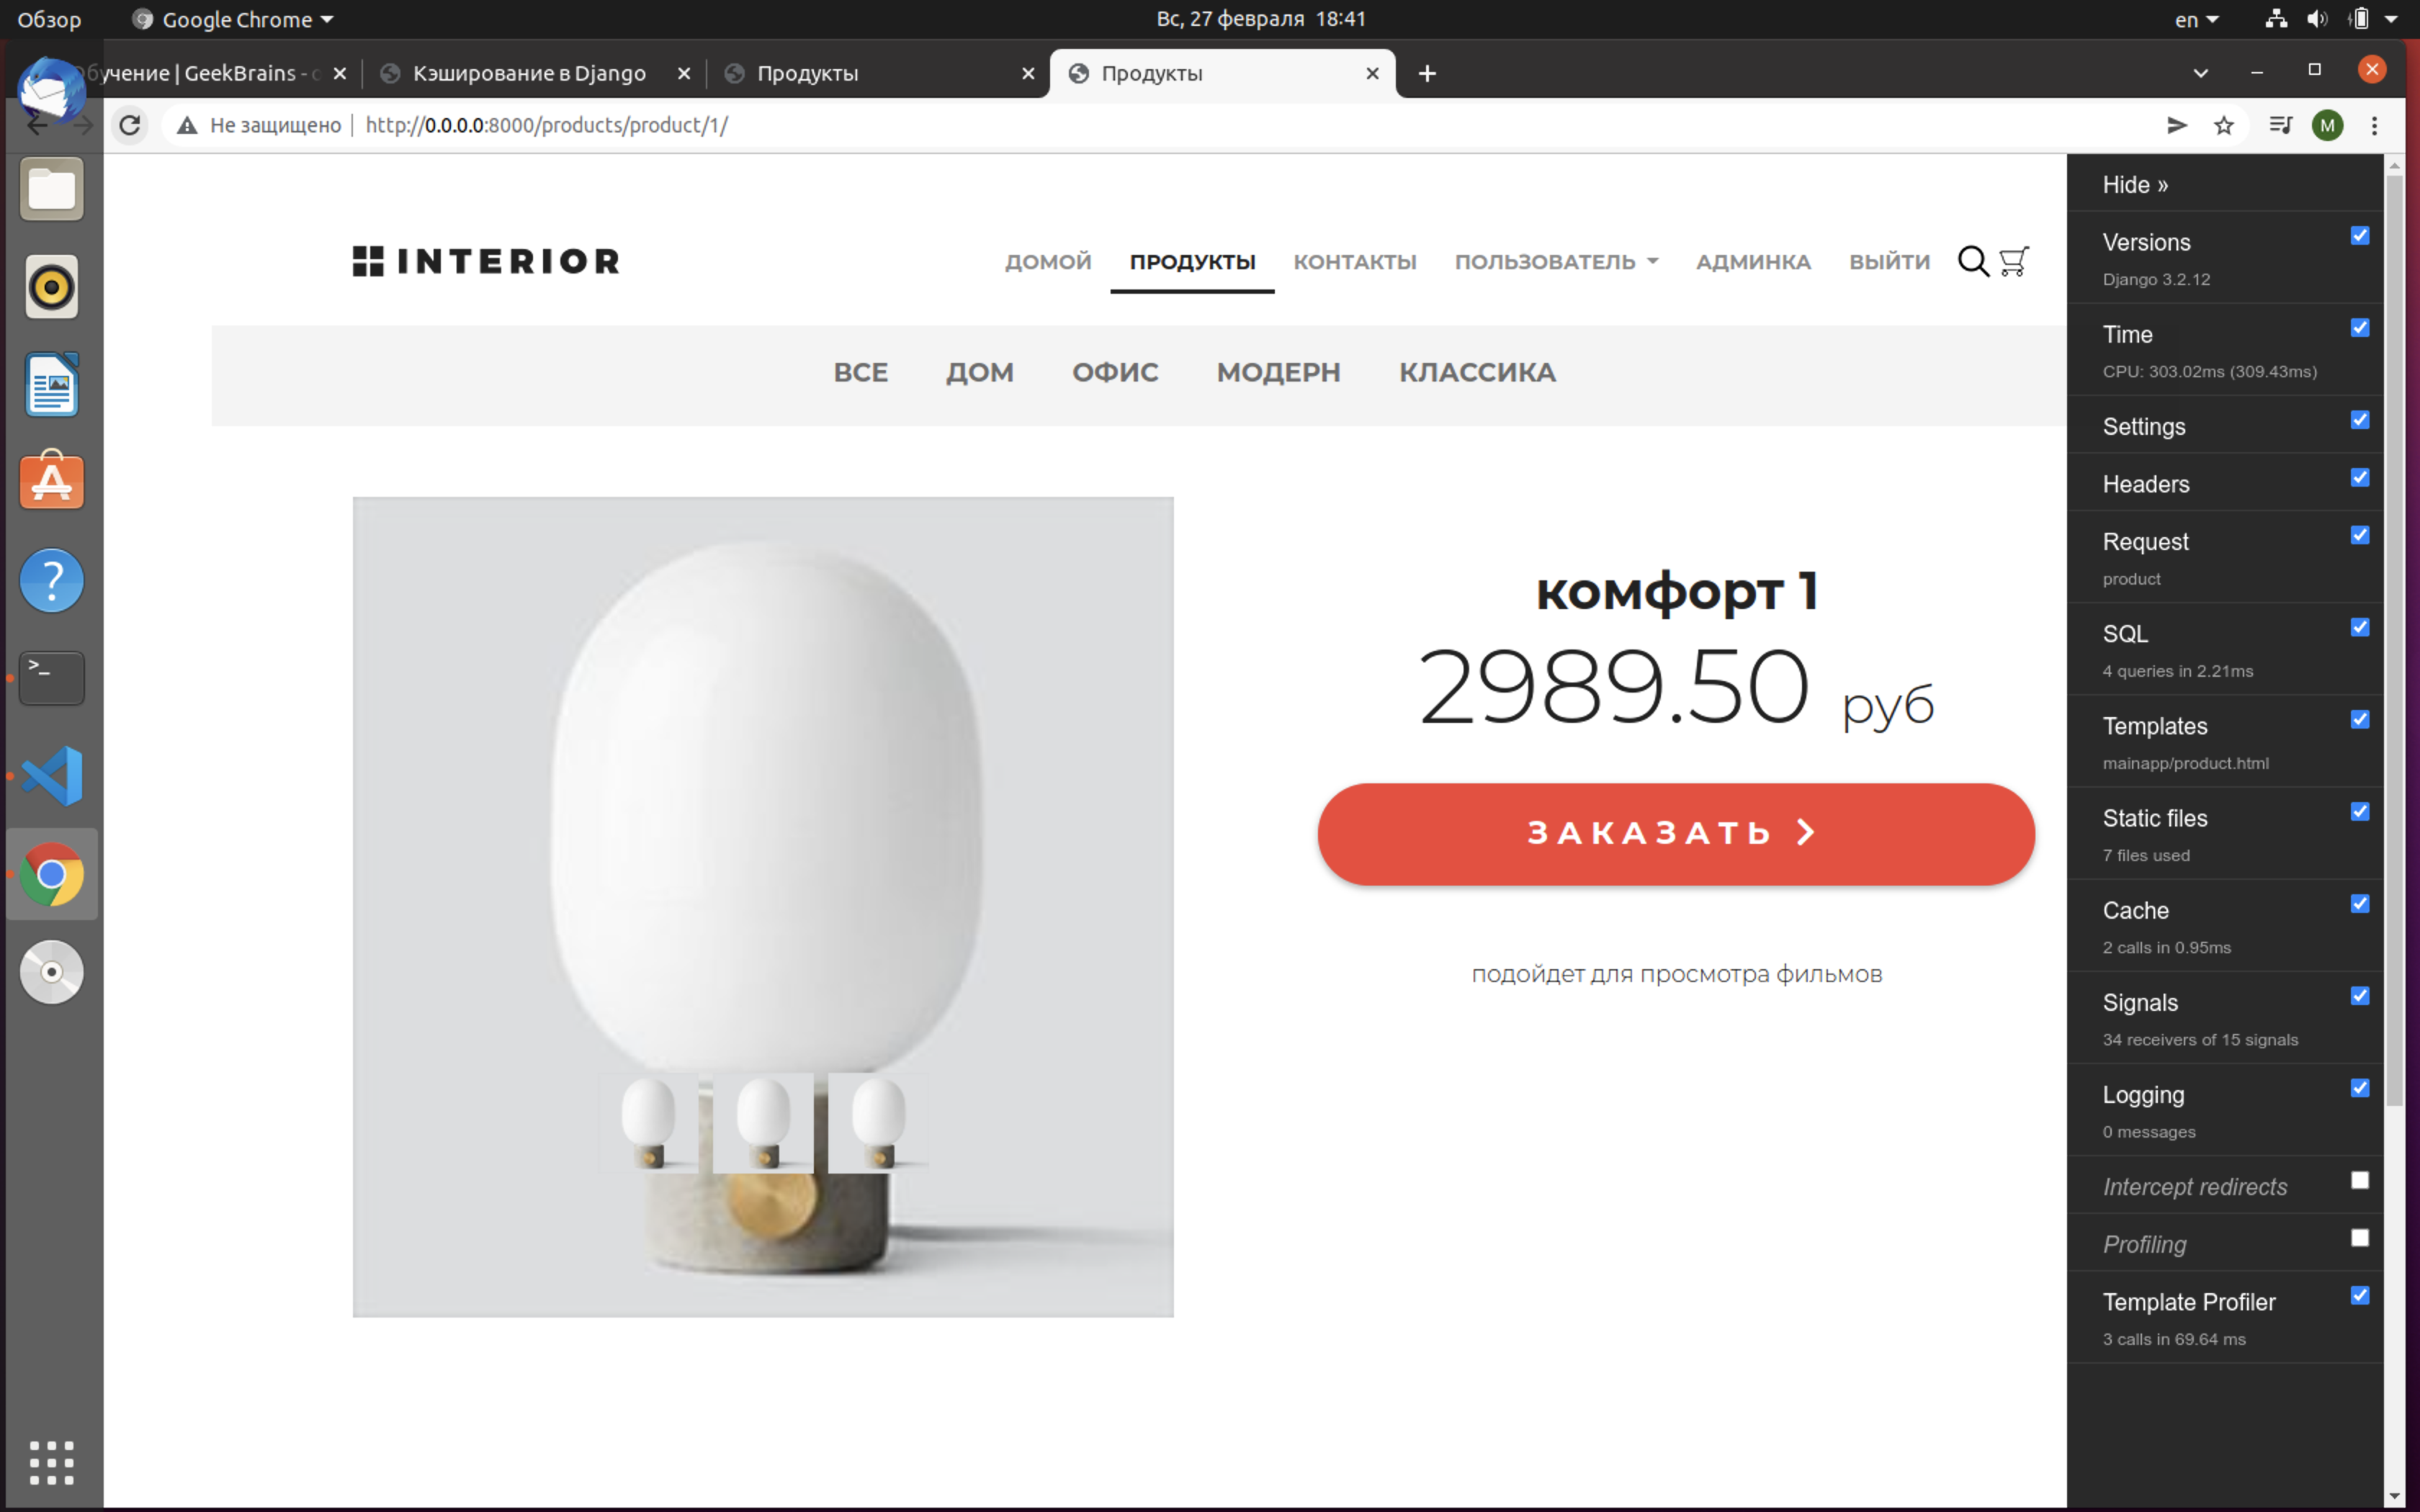 Обзор
Google Chrome
Вс, 27 февраля 18:41
en
бучение | GeekBrains - о
Кэширование в Django
Продукты
Продукты
Не защищено
http://0.0.0.0:8000/products/product/1/
M
INTERIOR
ДОМОЙ
ПРОДУКТЫ
КОНТАКТЫ
ПОЛЬЗОВАТЕЛЬ
АДМИНКА
ВЫЙТИ
ВСЕ
ДОМ
ОФИС
МОДЕРН
КЛАССИКА
комфорт 1
2989.50 руб
ЗАКАЗАТЬ
подойдет для просмотра фильмов
Hide »
Versions
Django 3.2.12
Time
CPU: 303.02ms (309.43ms)
Settings
Headers
Request
product
SQL
4 queries in 2.21ms
Templates
mainapp/product.html
Static files
7 files used
Cache
2 calls in 0.95ms
Signals
34 receivers of 15 signals
Logging
0 messages
Intercept redirects
Profiling
Template Profiler
3 calls in 69.64 ms